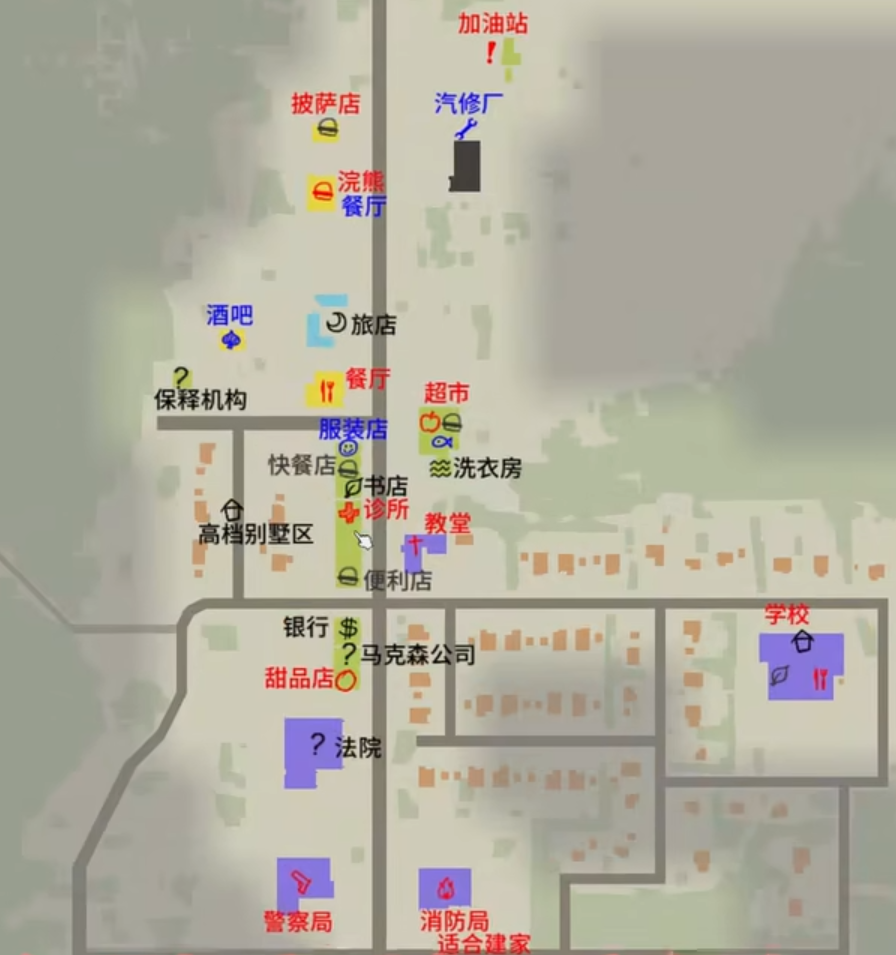 加油站
!
披萨店
汽修厂
浣熊
餐厅
酒吧
旅店
?
餐厅
超市
保释机构
服装店
快餐店
洗衣房
书店
诊所
高档别墅区
教堂
便利店
学校
银行 $
? 马克森公司
甜品店
? 法院
警察局
消防局
适合建家